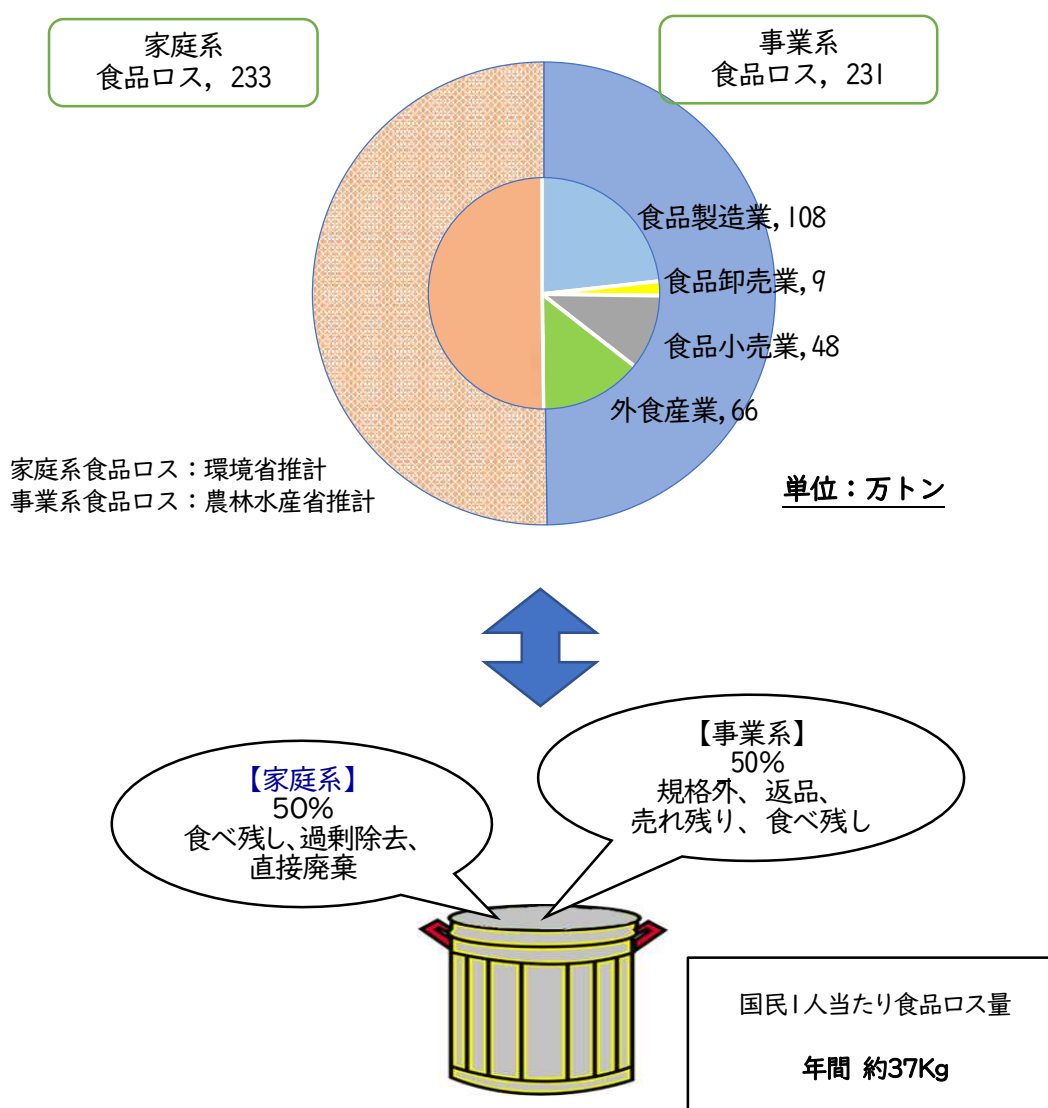 家庭系
食品ロス, 233
事業系
食品ロス, 231
食品製造業, 108
食品卸売業, 9
食品小売業, 48
外食産業, 66
家庭系食品ロス：環境省推計
事業系食品ロス：農林水産省推計
単位：万トン
【家庭系】
50%
食べ残し、過剰除去、
直接廃棄
【事業系】
50%
規格外、返品、
売れ残り、食べ残し
国民1人当たり食品ロス量
年間 約37Kg